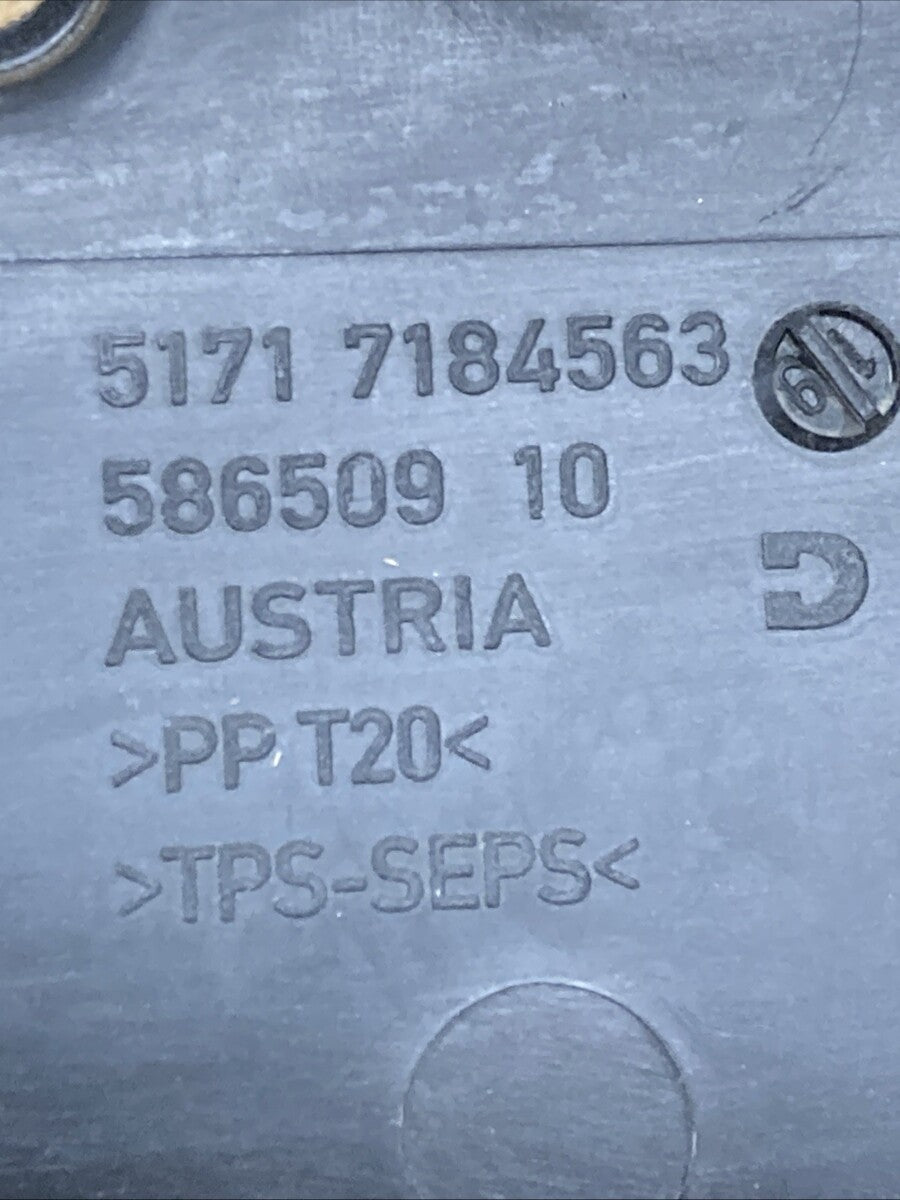 5171 7184563
586509 10
AUSTRIA
>PP T20<
>TPS-SEPS<